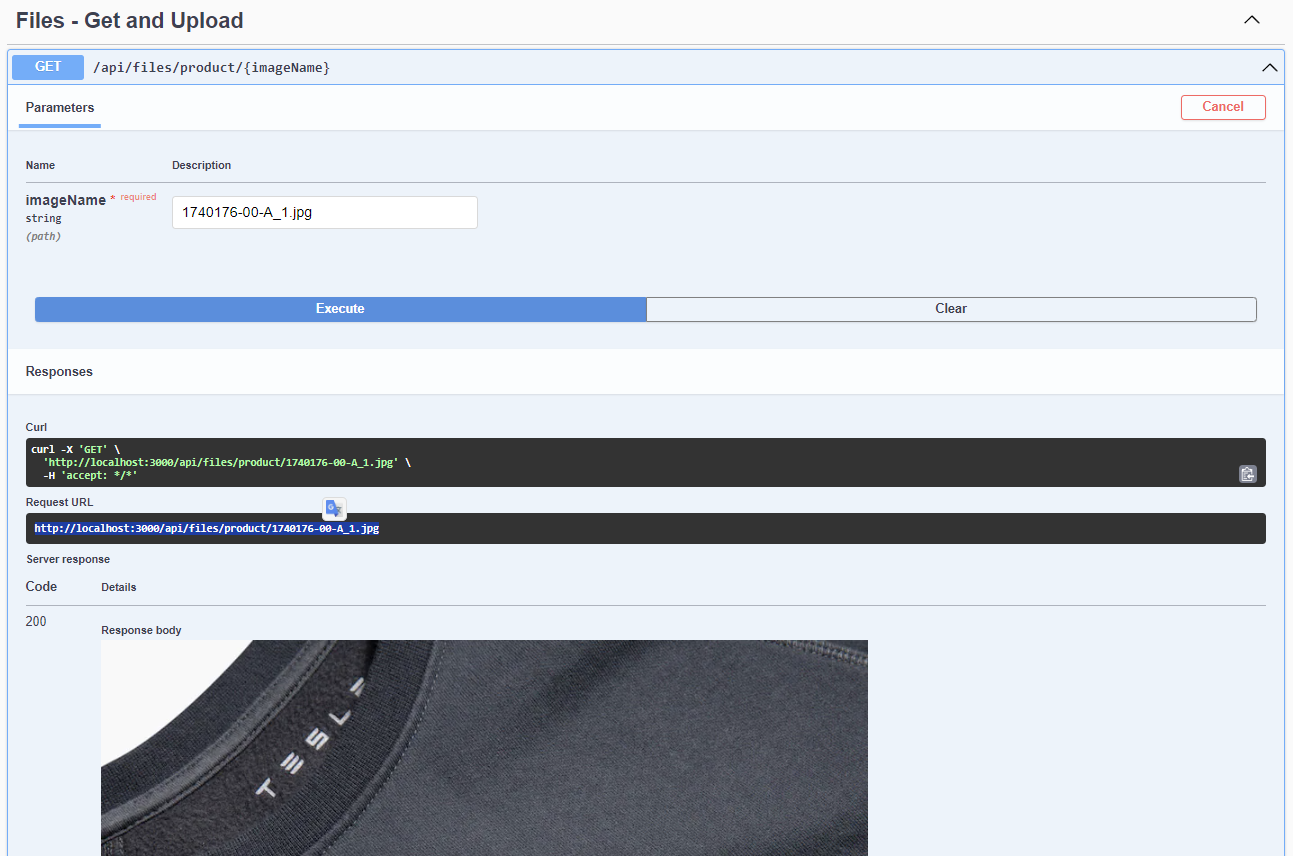 Files - Get and Upload
GET /api/files/product/{imageName}
Parameters
Cancel
Name Description
imageName * required
string
(path)
1740176-00-A_1.jpg
Execute Clear
Responses
Curl
curl -X 'GET' \
'http://localhost:3000/api/files/product/1740176-00-A_1.jpg' \
-H 'accept: */*'
Request URL
http://localhost:3000/api/files/product/1740176-00-A_1.jpg
Server response
Code Details
200
Response body
TESLA